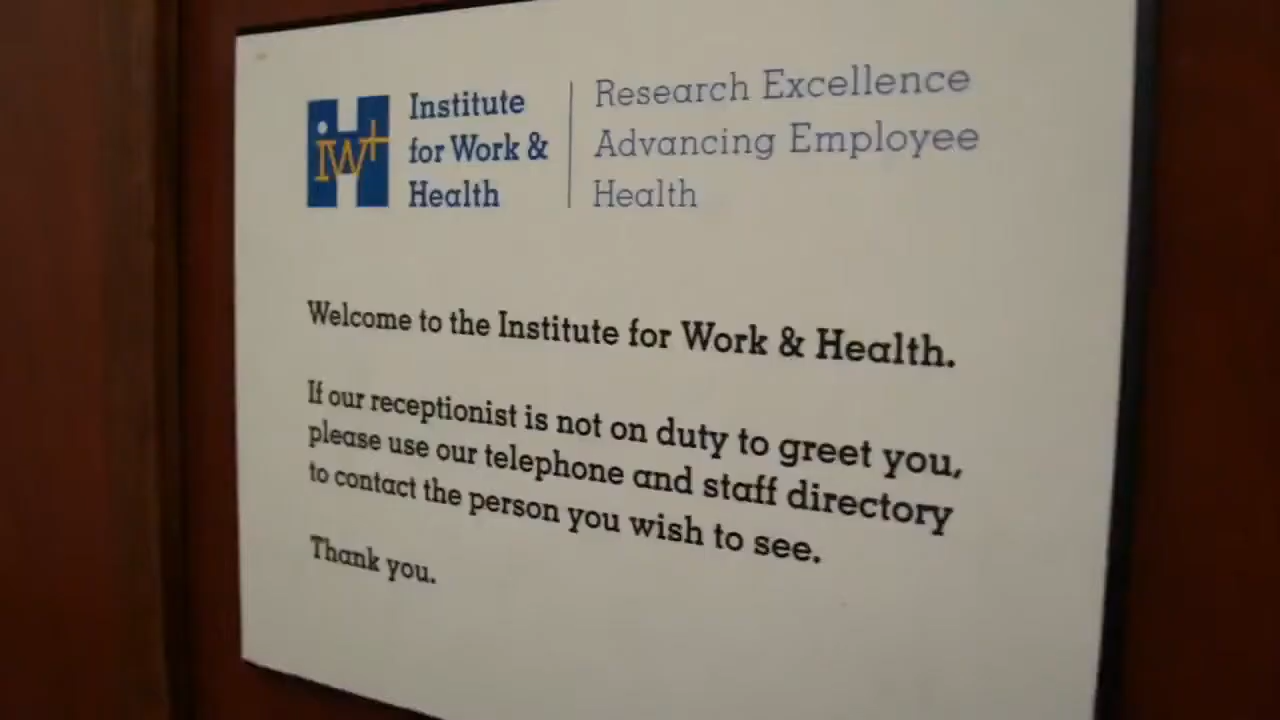 iw+
H
Institute
for Work &
Health
Research Excellence
Advancing Employee
Health
Welcome to the Institute for Work & Health.
If our receptionist is not on duty to greet you,
please use our telephone and staff directory
to contact the person you wish to see.
Thank you.